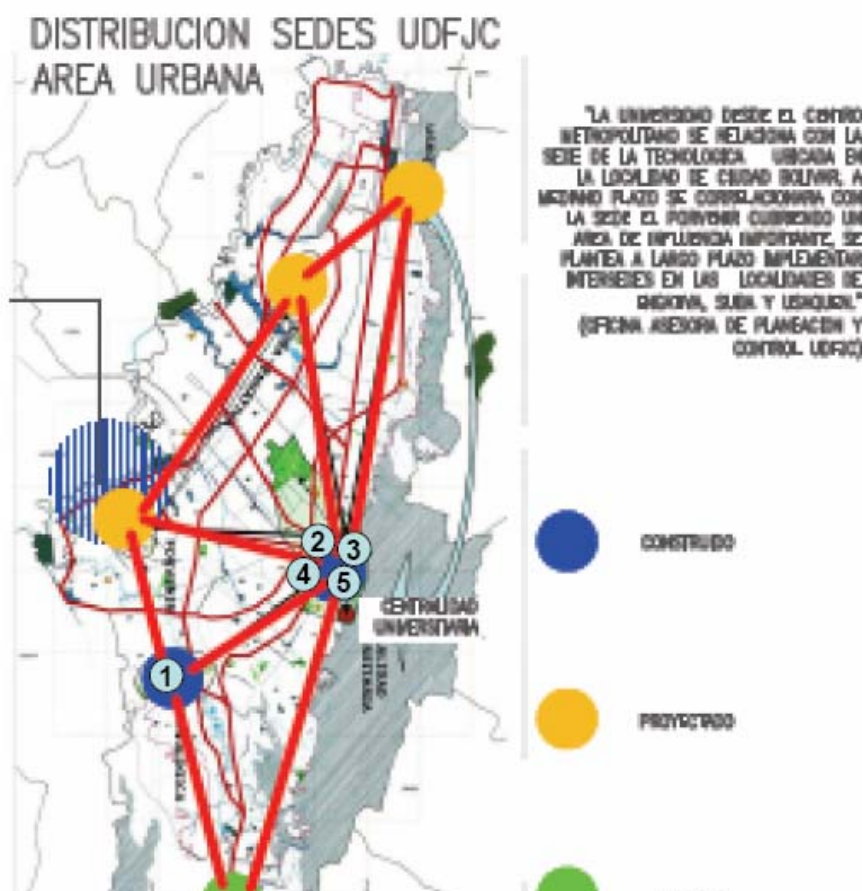 DISTRIBUCION SEDES UDFJC
AREA URBANA
"LA UNIVERSIDAD DESDE EL CENTRO
METROPOLITANO SE RELACIONA CON LA
SEDE DE LA TECNOLOGICA UBICADA EN
LA LOCALIDAD DE CIUDAD BOLIVAR, A
MEDIANO PLAZO SE CORRELACIONARA CON
LA SEDE EL PORVENIR CUBRIENDO UN
AREA DE INFLUENCIA IMPORTANTE, SE
PLANTEA A LARGO PLAZO IMPLEMENTAR
INTERSEDES EN LAS LOCALIDADES DE
ENGATIVA, SUBA Y USAQUEN."
(OFICINA ASESORA DE PLANEACION Y
CONTROL UDFJC)
2
3
4
5
CENTRALIDAD
UNIVERSITARIA
1
CONSTRUIDO
PROYECTADO